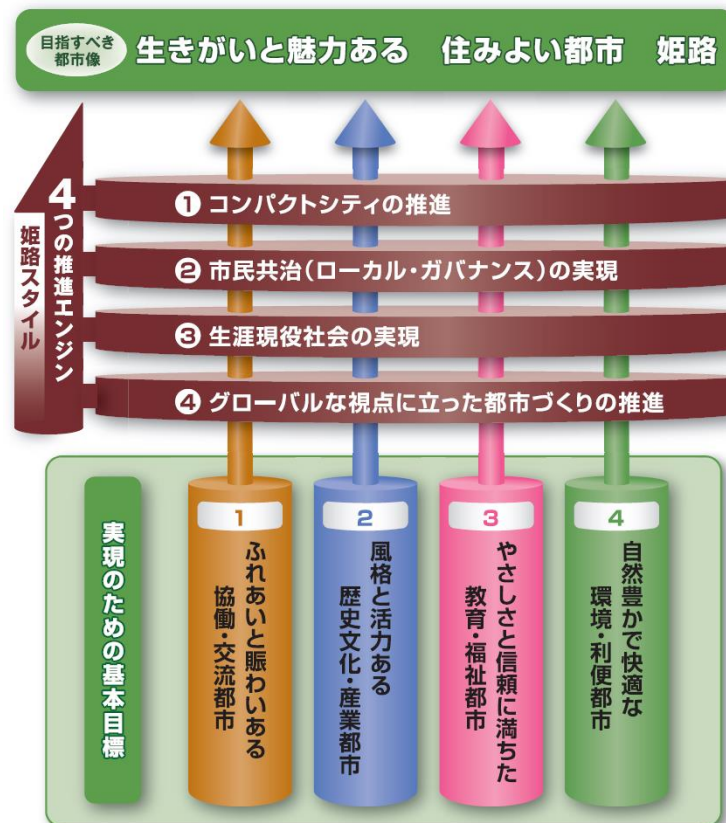 目指すべき
都市像
生きがいと魅力ある　住みよい都市　姫路
4つの推進エンジン
姫路スタイル
1 コンパクトシティの推進
2 市民共治(ローカル・ガバナンス)の実現
3 生涯現役社会の実現
4 グローバルな視点に立った都市づくりの推進
実現のための基本目標
1
ふれあいと賑わいある
協働・交流都市
2
風格と活力ある
歴史文化・産業都市
3
やさしさと信頼に満ちた
教育・福祉都市
4
自然豊かで快適な
環境・利便都市